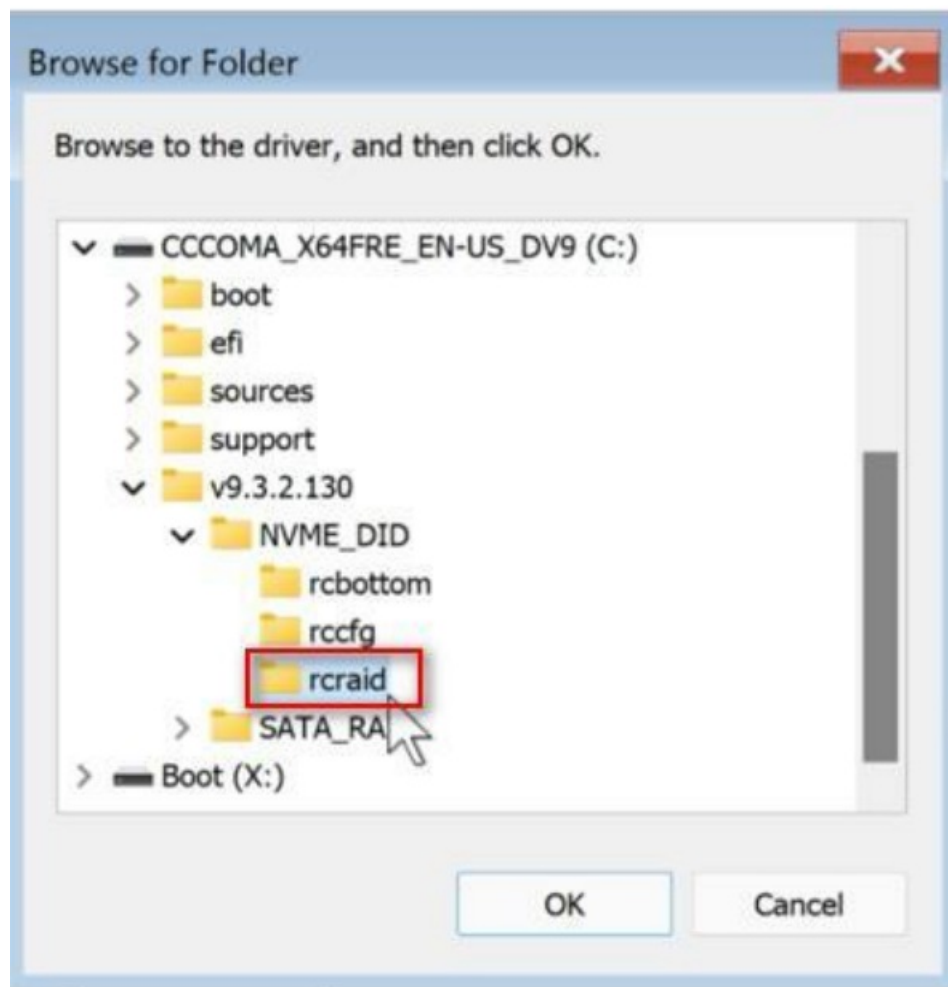 Browse for Folder
Browse to the driver, and then click OK.
CCCOMA_X64FRE_EN-US_DV9 (C:)
boot
efi
sources
support
v9.3.2.130
NVME_DID
rcbottom
rccfg
rcraid
SATA_RA
Boot (X:)
OK
Cancel